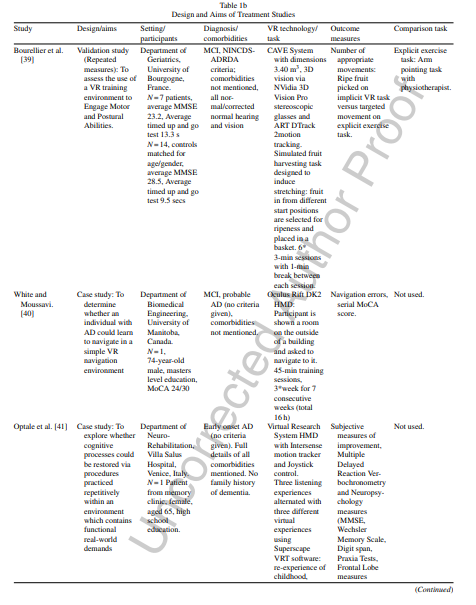 Table 1b
Design and Aims of Treatment Studies
Study
Design/aims
Setting/
participants
Diagnosis/
comorbidities
VR technology/
task
Outcome
measures
Comparison task
Bourellier et al.
[39]
Validation study
(Repeated
measures): To
assess the use of
a VR training
environment to
Engage Motor
and Postural
Abilities.
Department of
Geriatrics,
University of
Bourgogne,
France.
N = 7 patients,
average MMSE
23.2, Average
timed up and go
test 13.3 s
N = 14, controls
matched for
age/gender,
average MMSE
28.5, Average
timed up and go
test 9.5 secs
MCI, NINCDS-
ADRDA
criteria;
comorbidities
not mentioned,
all nor-
mal/corrected
normal hearing
and vision
CAVE System
with dimensions
3.40 m³, 3D
vision via
NVidia 3D
Vision Pro
stereoscopic
glasses and
ART DTrack
2motion
tracking.
Simulated fruit
harvesting task
designed to
induce
stretching: fruit
in from different
start positions
are selected for
ripeness and
placed in a
basket. 6*
3-min sessions
with 1-min
break between
each session.
Number of
appropriate
movements:
Ripe fruit
picked on
implicit VR task
versus targeted
movement on
explicit exercise
task.
Explicit exercise
task: Arm
pointing task
with
physiotherapist.
White and
Moussavi.
[40]
Case study: To
determine
whether an
individual with
AD could learn
to navigate in a
simple VR
navigation
environment
Department of
Biomedical
Engineering,
University of
Manitoba,
Canada.
N = 1,
74-year-old
male, masters
level education,
MoCA 24/30
MCI, probable
AD (no criteria
given),
comorbidities
not mentioned.
Oculus Rift DK2
HMD:
Participant is
shown a room
on the outside
of a building
and asked to
navigate to it.
45-min training
sessions,
3*week for 7
consecutive
weeks (total
16 h)
Navigation errors,
serial MoCA
score.
Not used.
Optale et al. [41]
Case study: To
explore whether
cognitive
processes could
be restored via
procedures
practiced
repetitively
within an
environment
which contains
functional
real-world
demands
Department of
Neuro-
Rehabilitation,
Villa Salus
Hospital,
Venice, Italy.
N = 1 Patient
from memory
clinic, female,
aged 65, high
school
education.
Early onset AD
(no criteria
given). Full
details of all
comorbidities
mentioned. No
family history
of dementia.
Virtual Research
System HMD
with Intersense
motion tracker
and Joystick
control.
Three listening
experiences
alternated with
three different
virtual
experiences
using
Superscape
VRT software:
re-experience of
childhood,
Subjective
measures of
improvement,
Multiple
Delayed
Reaction Ver-
bochronometry
and Neuropsy-
chology
measures
(MMSE,
Wechsler
Memory Scale,
Digit span,
Praxia Tests,
Frontal Lobe
measures
Not used.
(Continued)
Uncorrected Author Proof